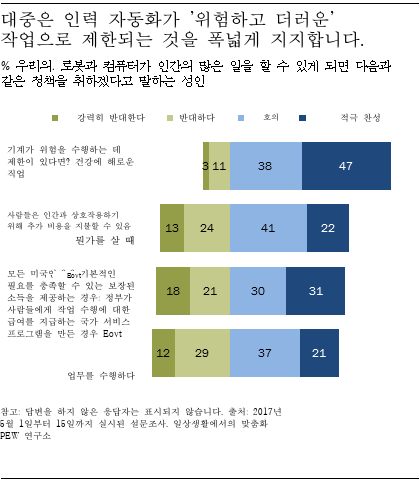 대중은 인력 자동화가 '위험하고 더러운'
작업으로 제한되는 것을 폭넓게 지지합니다.
% 우리의. 로봇과 컴퓨터가 인간의 많은 일을 할 수 있게 되면 다음과
같은 정책을 취하겠다고 말하는 성인
강력히 반대한다 반대하다 호의 적극 찬성
기계가 위험을 수행하는 데
제한이 있다면? 건강에 해로운
직업
3 11 38 47
사람들은 인간과 상호작용하기
위해 추가 비용을 지불할 수 있음
뭔가를 살 때
13 24 41 22
모든 미국인 Eovt기본적인
필요를 충족할 수 있는 보장된
소득을 제공하는 경우: 정부가
사람들에게 작업 수행에 대한
급여를 지급하는 국가 서비스
프로그램을 만든 경우 Eovt
18 21 30 31
업무를 수행하다
12 29 37 21
참고: 답변을 하지 않은 응답자는 표시되지 않습니다. 출처: 2017년
5월 1일부터 15일까지 실시된 설문조사. 일상생활에서의 맞춤화
PEW 연구소